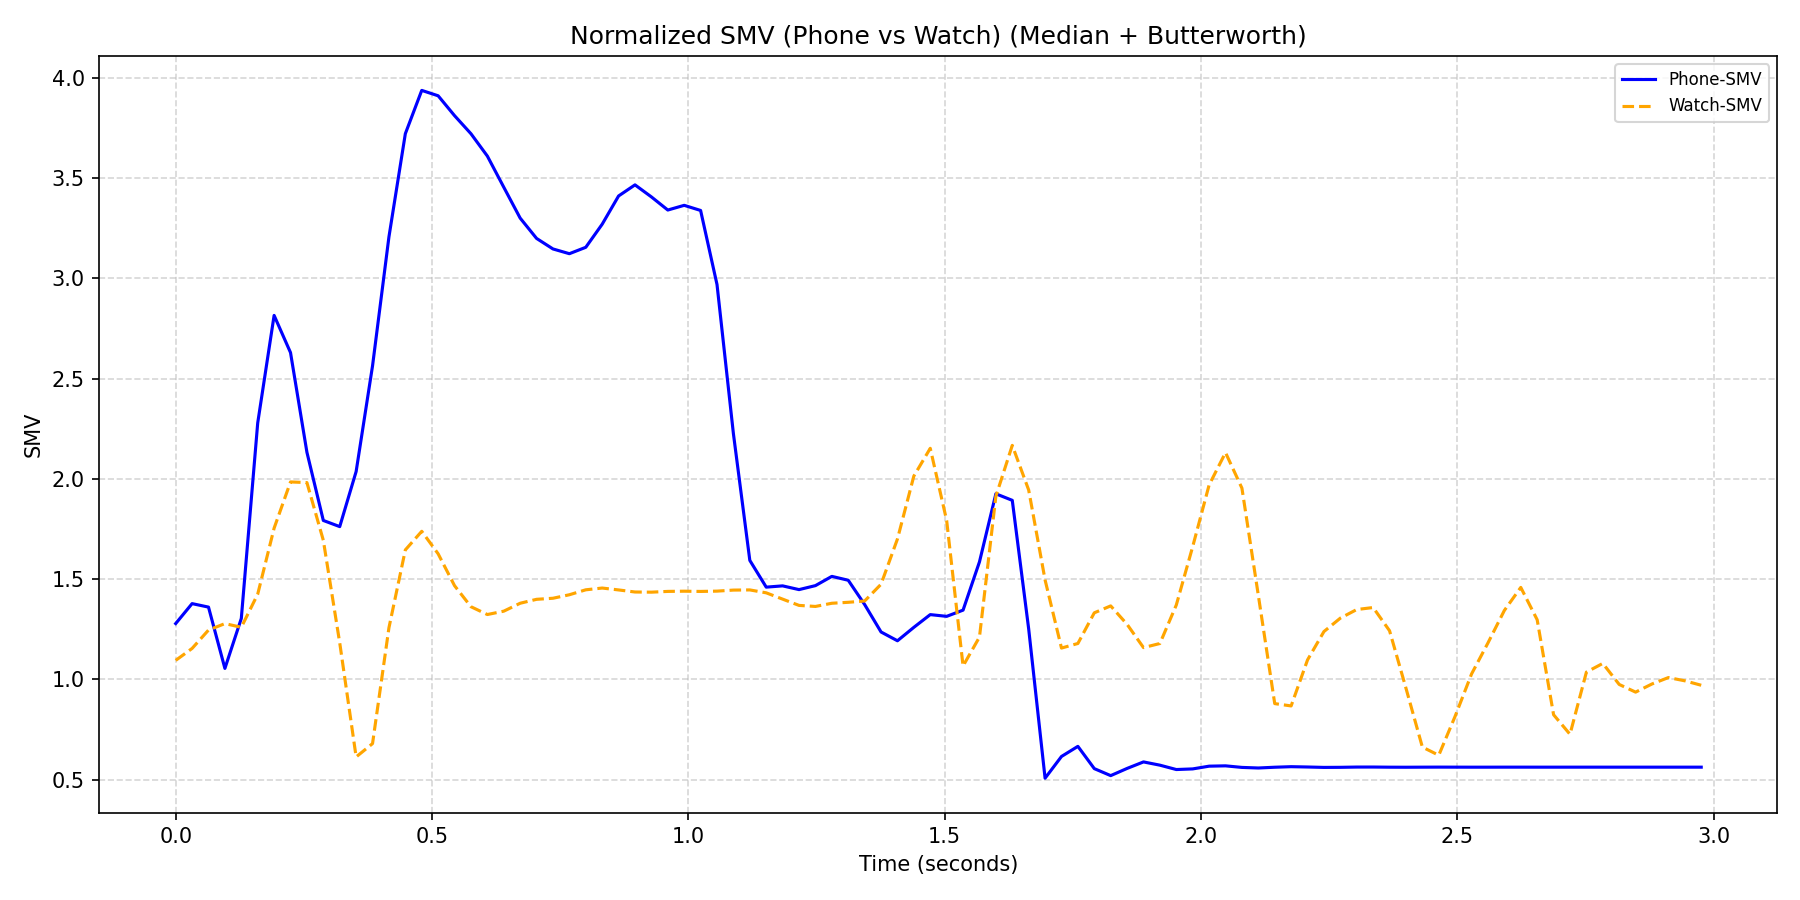 Normalized SMV (Phone vs Watch) (Median + Butterworth)
Phone-SMV
Watch-SMV
4.0
3.5
3.0
2.5
2.0
1.5
1.0
0.5
SMV
0.0 0.5 1.0 1.5 2.0 2.5 3.0
Time (seconds)